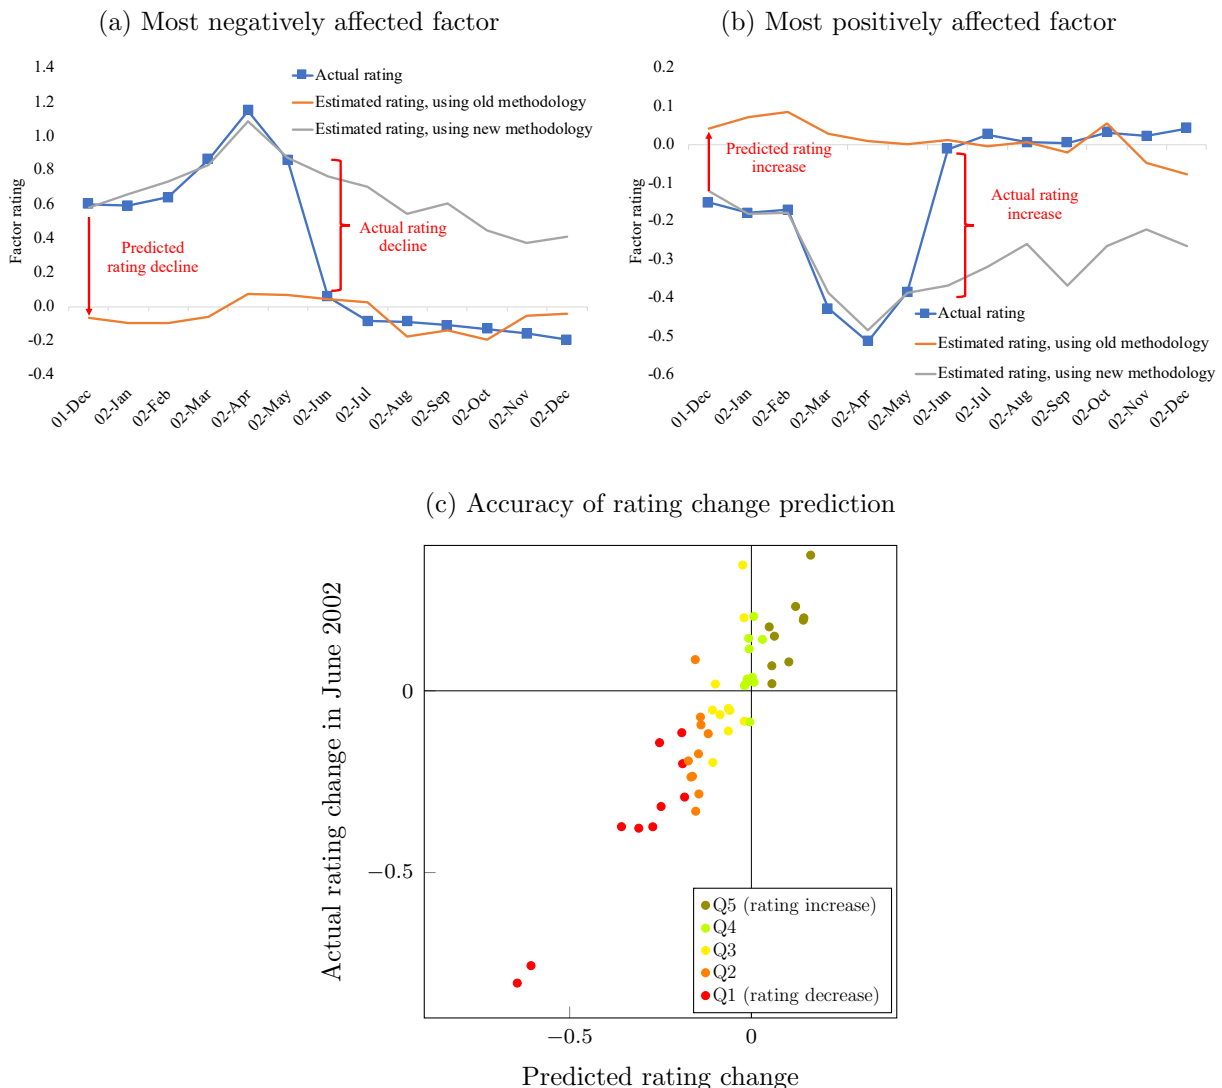 (a) Most negatively affected factor
1.4
1.2
1.0
0.8
0.6
0.4
0.2
0.0
-0.2
-0.4
Factor rating
Actual rating
Estimated rating, using old methodology
Estimated rating, using new methodology
Predicted
rating decline
Actual rating
decline
01-Dec
02-Jan
02-Feb
02-Mar
02-Apr
02-May
02-Jun
02-Jul
02-Aug
02-Sep
02-Oct
02-Nov
02-Dec
(b) Most positively affected factor
0.2
0.1
0.0
-0.1
-0.2
-0.3
-0.4
-0.5
-0.6
Factor rating
Predicted rating
increase
Actual rating
increase
Actual rating
Estimated rating, using old methodology
Estimated rating, using new methodology
01-Dec
02-Jan
02-Feb
02-Mar
02-Apr
02-May
02-Jun
02-Jul
02-Aug
02-Sep
02-Oct
02-Nov
02-Dec
(c) Accuracy of rating change prediction
Actual rating change in June 2002
0
−0.5
Q5 (rating increase)
Q4
Q3
Q2
Q1 (rating decrease)
−0.5
0
Predicted rating change